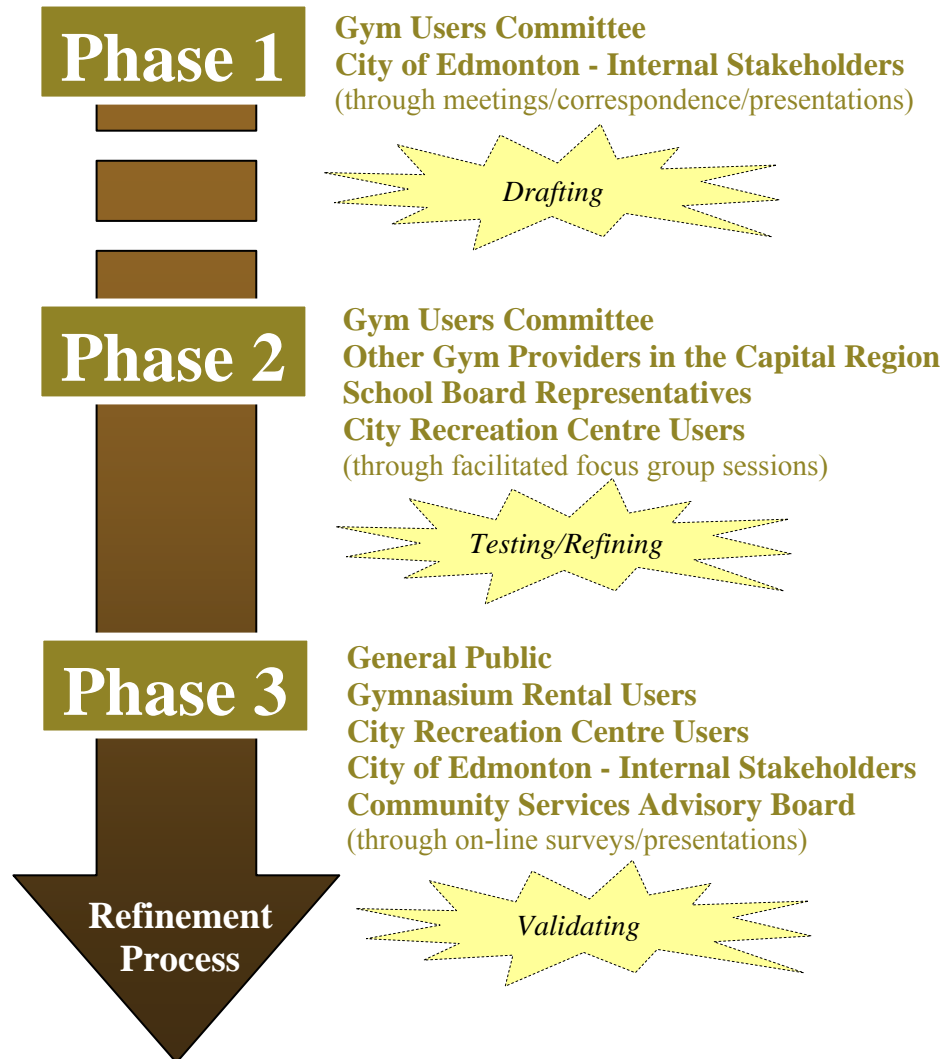 Phase 1
Gym Users Committee
City of Edmonton - Internal Stakeholders
(through meetings/correspondence/presentations)
Drafting
Phase 2
Gym Users Committee
Other Gym Providers in the Capital Region
School Board Representatives
City Recreation Centre Users
(through facilitated focus group sessions)
Testing/Refining
Phase 3
General Public
Gymnasium Rental Users
City Recreation Centre Users
City of Edmonton - Internal Stakeholders
Community Services Advisory Board
(through on-line surveys/presentations)
Validating
Refinement
Process